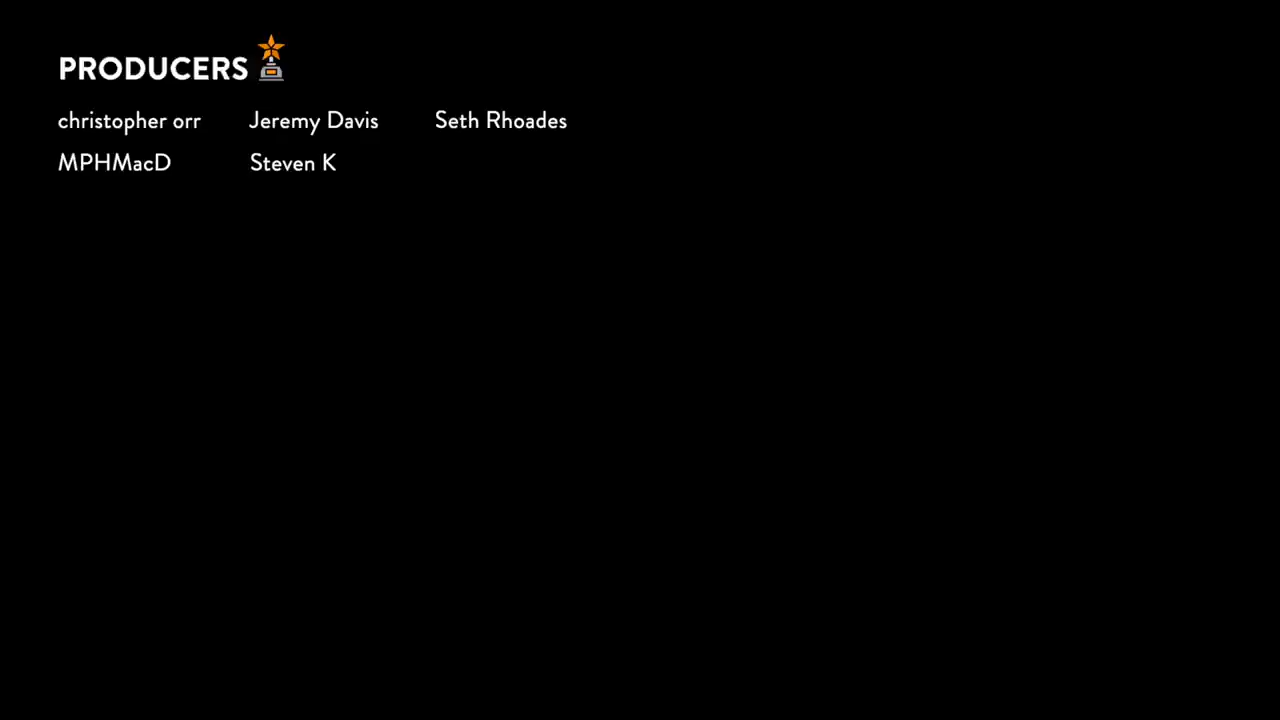 PRODUCERS
christopher orr Jeremy Davis Seth Rhoades
MPHMacD Steven K